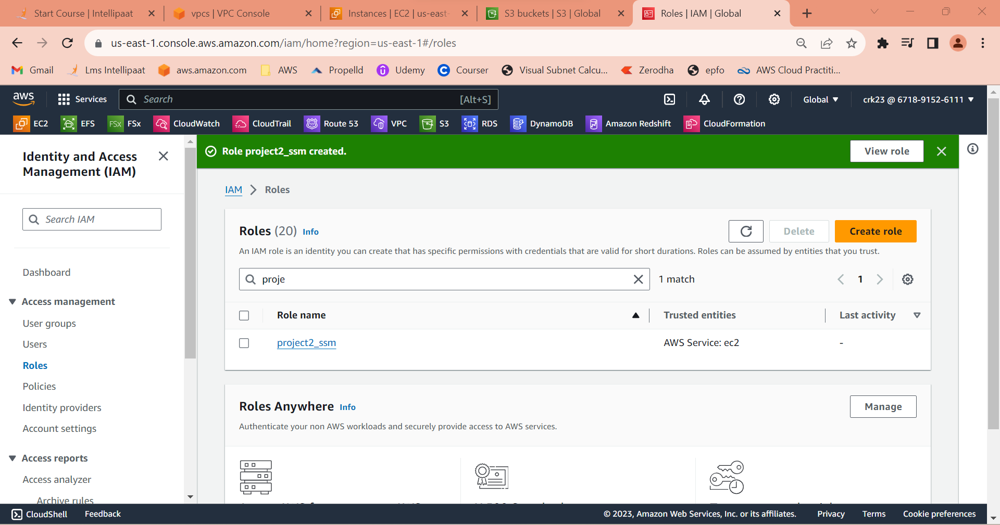 Start Course | Intellipaat
vpcs | VPC Console
Instances | EC2 | us-east-
S3 buckets | S3 | Global
Roles | IAM | Global
us-east-1.console.aws.amazon.com/iam/home?region=us-east-1#/roles
Gmail
Lms Intellipaat
aws.amazon.com
AWS
Propelld
Udemy
Courser
Visual Subnet Calcu...
Zerodha
epfo
AWS Cloud Practiti...
aws
Services
Search
[Alt+S]
Global
crk23 @ 6718-9152-6111
EC2
EFS
FSx
FSx
CloudWatch
CloudTrail
53
Route 53
VPC
S3
RDS
DynamoDB
Amazon Redshift
CloudFormation
Identity and Access
Management (IAM)
Search IAM
Dashboard
Access management
User groups
Users
Roles
Policies
Identity providers
Account settings
Access reports
Access analyzer
Archive rules
Role project2_ssm created.
View role
IAM
Roles
Roles (20) Info
Delete
Create role
An IAM role is an identity you can create that has specific permissions with credentials that are valid for short durations. Roles can be assumed by entities that you trust.
proje
1 match
1
Role name
Trusted entities
Last activity
project2_ssm
AWS Service: ec2
-
Roles Anywhere Info
Manage
Authenticate your non AWS workloads and securely provide access to AWS services.
CloudShell
Feedback
© 2023, Amazon Web Services, Inc. or its affiliates.
Privacy
Terms
Cookie preferences